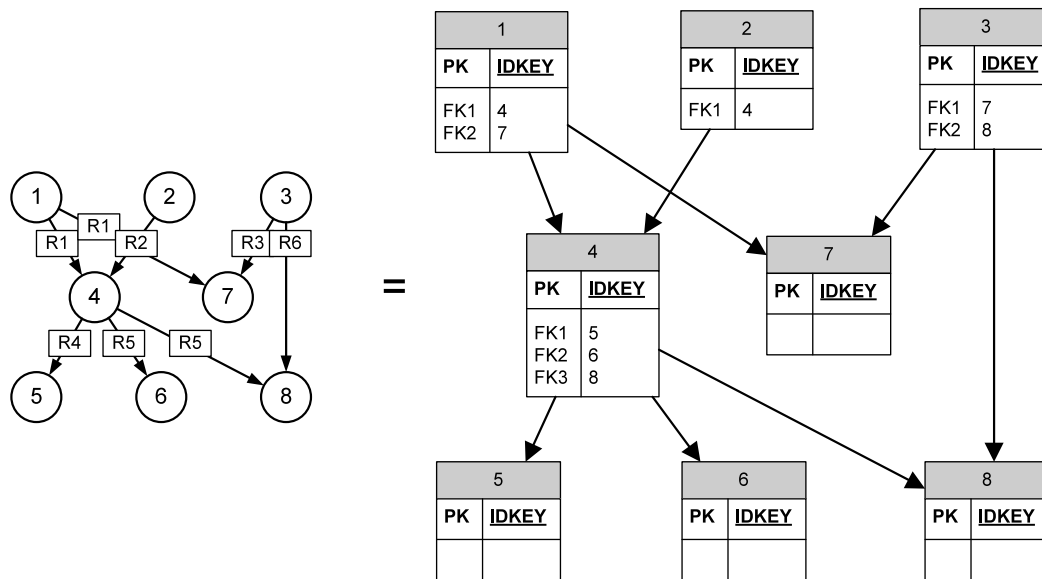 1 2 3
R1 R1 R2 R3 R6
4 7
R4 R5 R5
5 6 8
=
1
PK IDKEY
FK1 4
FK2 7
2
PK IDKEY
FK1 4
3
PK IDKEY
FK1 7
FK2 8
4
PK IDKEY
FK1 5
FK2 6
FK3 8
7
PK IDKEY
5
PK IDKEY
6
PK IDKEY
8
PK IDKEY